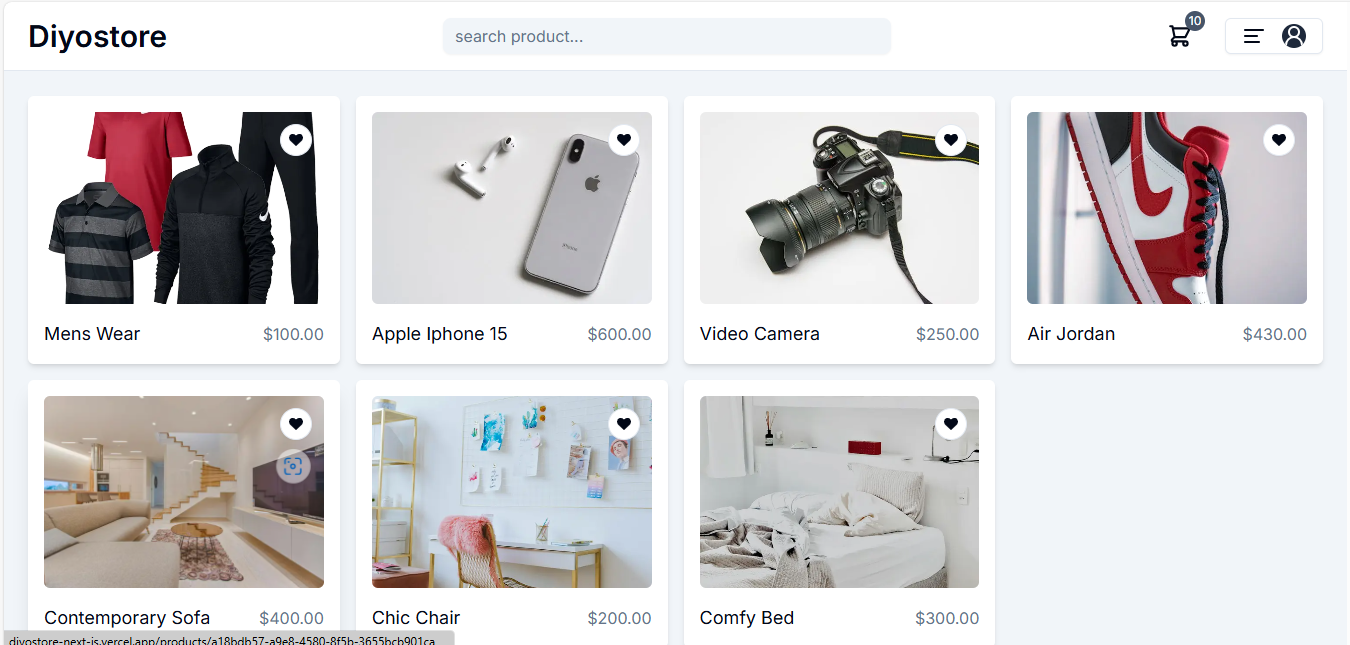 Diyostore
search product...
10
iPhone
Mens Wear $100.00
Apple Iphone 15 $600.00
Video Camera $250.00
Air Jordan $430.00
Contemporary Sofa $400.00
Chic Chair $200.00
Comfy Bed $300.00
diyostore-next-js.vercel.app/products/a18bdb57-a9e8-4580-8f5b-3655bcb901ca...